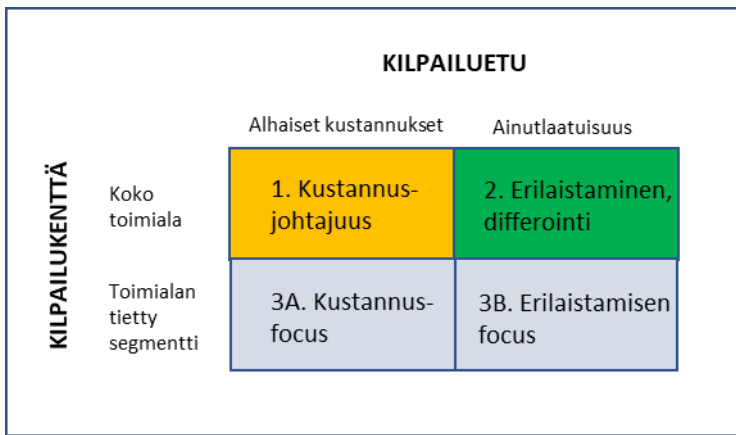 KILPAILUETU
Alhaiset kustannukset
Ainutlaatuisuus
KILPAILUKENTTÄ
Koko
toimiala
1. Kustannus-
johtajuus
2. Erilaistaminen,
differointi
Toimialan
tietty
segmentti
3A. Kustannus-
focus
3B. Erilaistamisen
focus